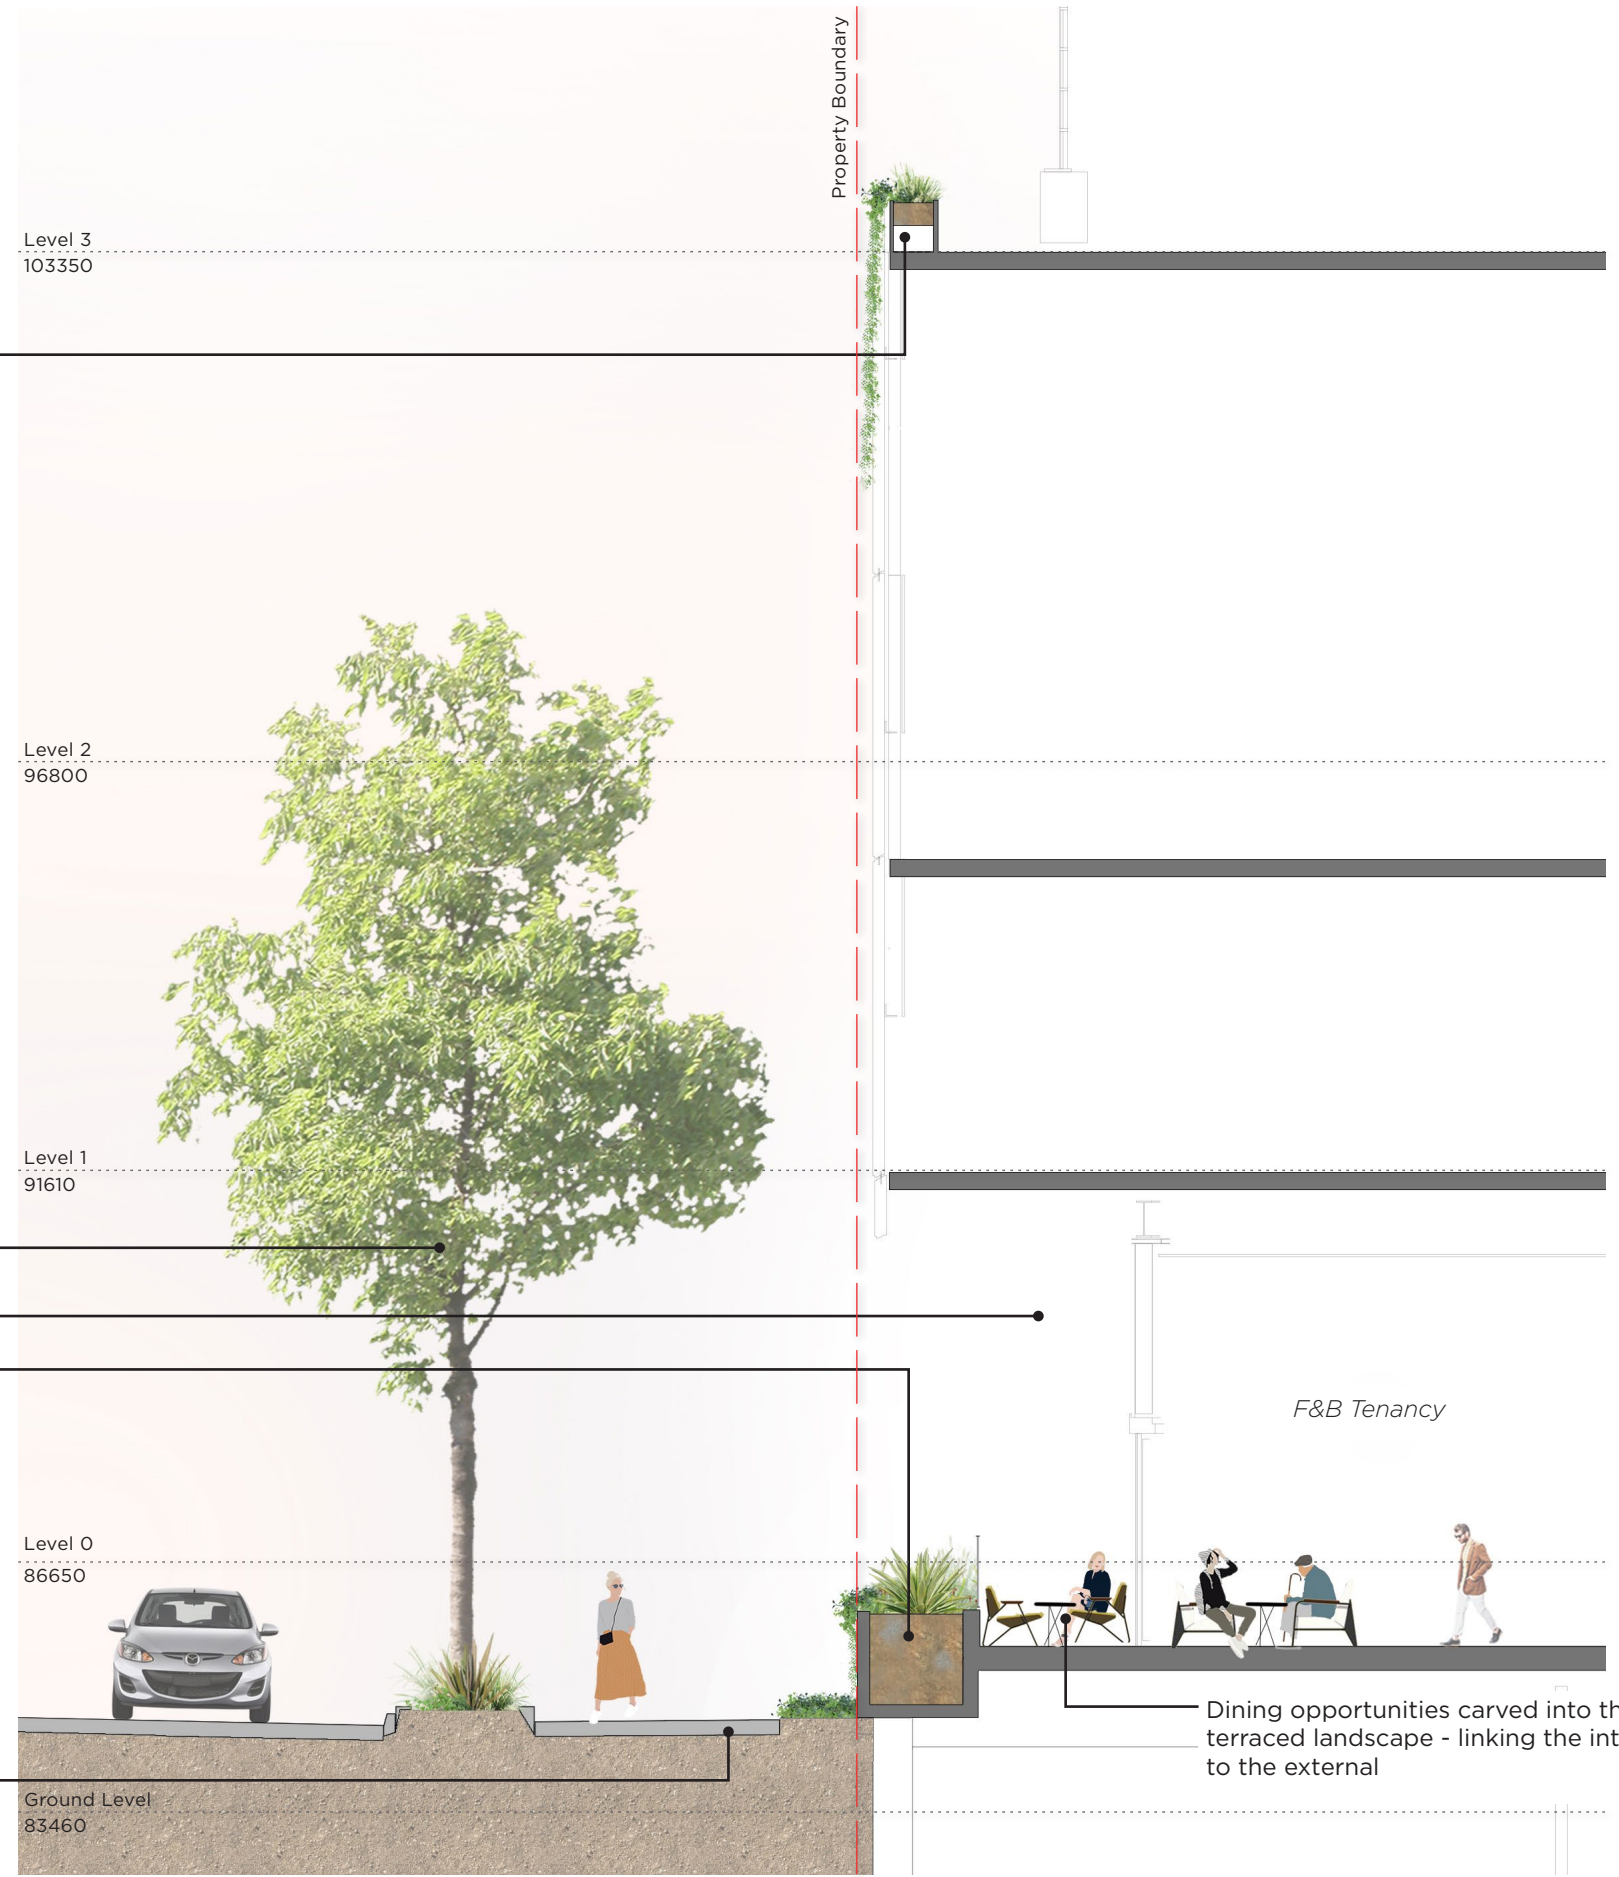 Property Boundary
Level 3
103350
Level 2
96800
Level 1
91610
F&B Tenancy
Level 0
86650
Dining opportunities carved into th
terraced landscape - linking the int
to the external
Ground Level
83460